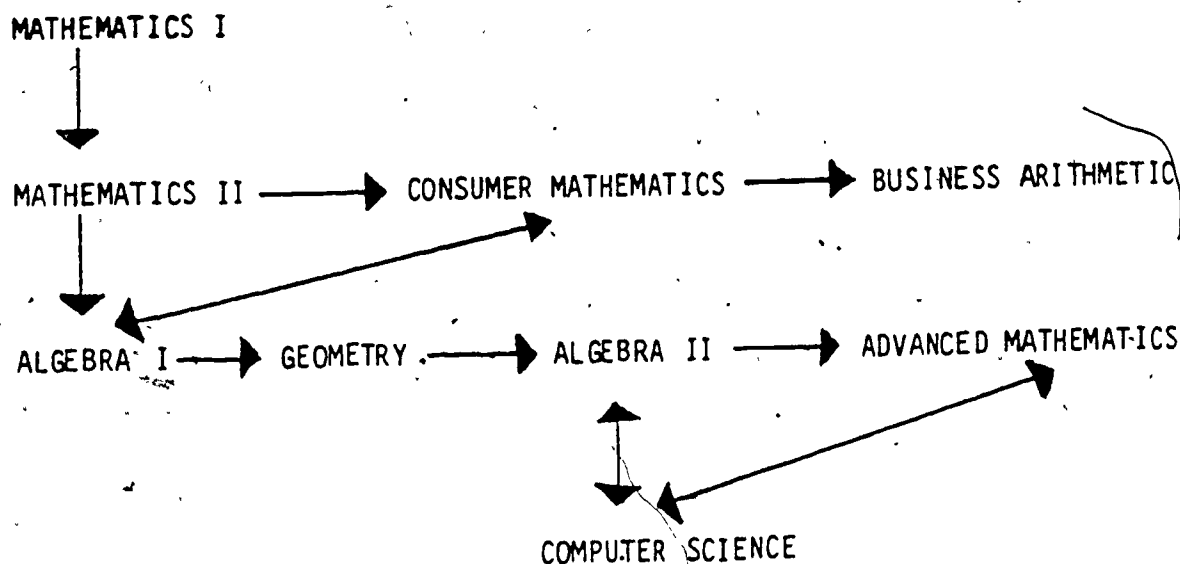 MATHEMATICS I
MATHEMATICS II CONSUMER MATHEMATICS BUSINESS ARITHMETIC
ALGEBRA I GEOMETRY ALGEBRA II ADVANCED MATHEMATICS
COMPUTER SCIENCE